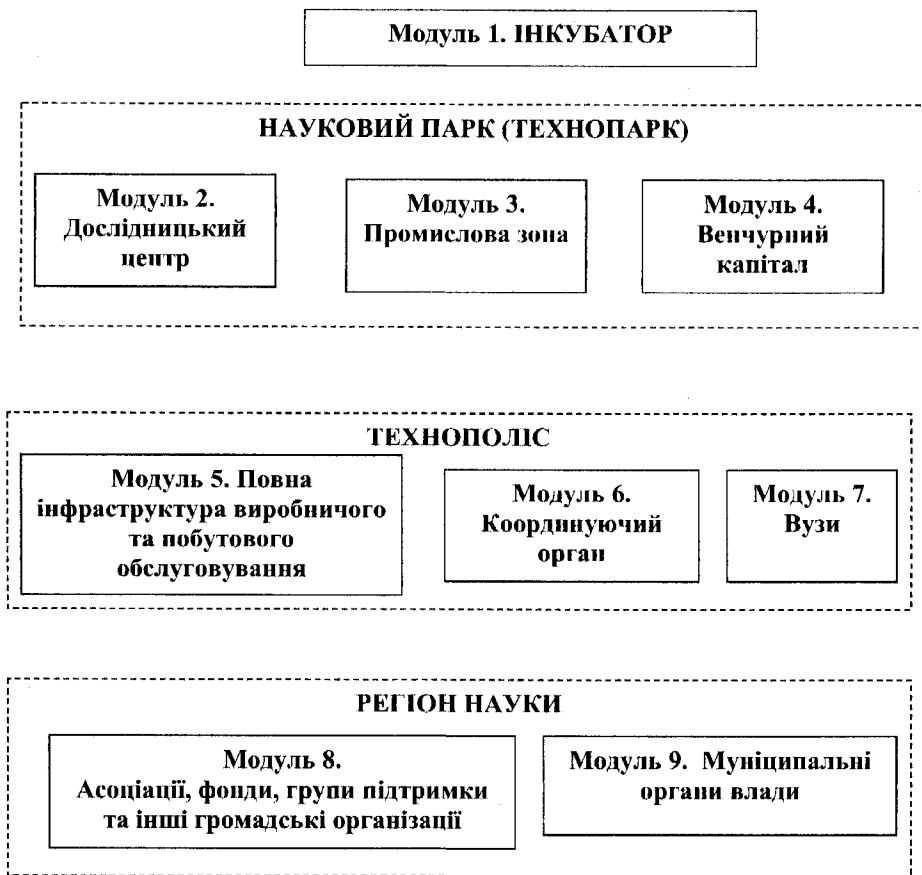 Модуль 1. ІНКУБАТОР
НАУКОВИЙ ПАРК (ТЕХНОПАРК)
Модуль 2.
Дослідницький
центр
Модуль 3.
Промислова зона
Модуль 4.
Венчурний
капітал
ТЕХНОПОЛІС
Модуль 5. Повна
інфраструктура виробничого
та побутового
обслуговування
Модуль 6.
Координуючий
орган
Модуль 7.
Вузи
РЕГІОН НАУКИ
Модуль 8.
Асоціації, фонди, групи підтримки
та інші громадські організації
Модуль 9. Муніципальні
органи влади